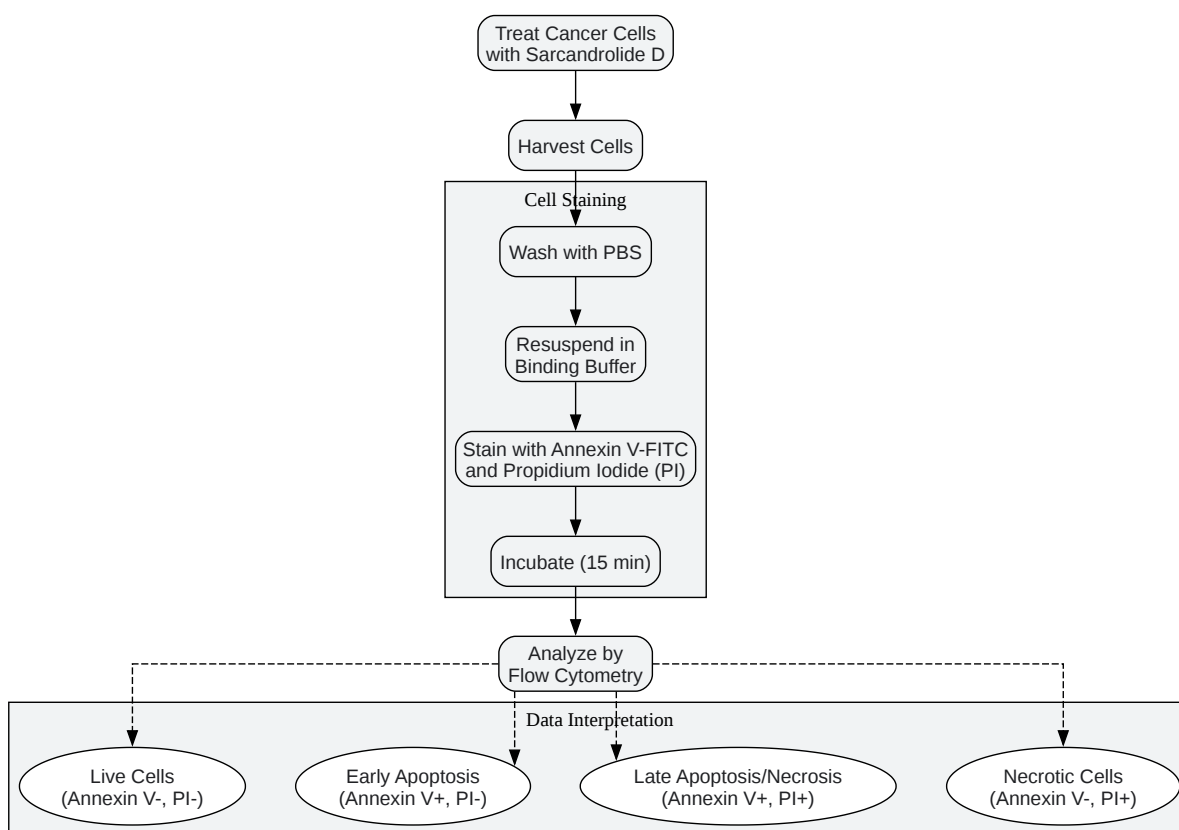 Treat Cancer Cells
with Sarcandrolide D
Harvest Cells
Cell Staining
Wash with PBS
Resuspend in
Binding Buffer
Stain with Annexin V-FITC
and Propidium Iodide (PI)
Incubate (15 min)
Analyze by
Flow Cytometry
Data Interpretation
Live Cells
(Annexin V-, PI-)
Early Apoptosis
(Annexin V+, PI-)
Late Apoptosis/Necrosis
(Annexin V+, PI+)
Necrotic Cells
(Annexin V-, PI+)